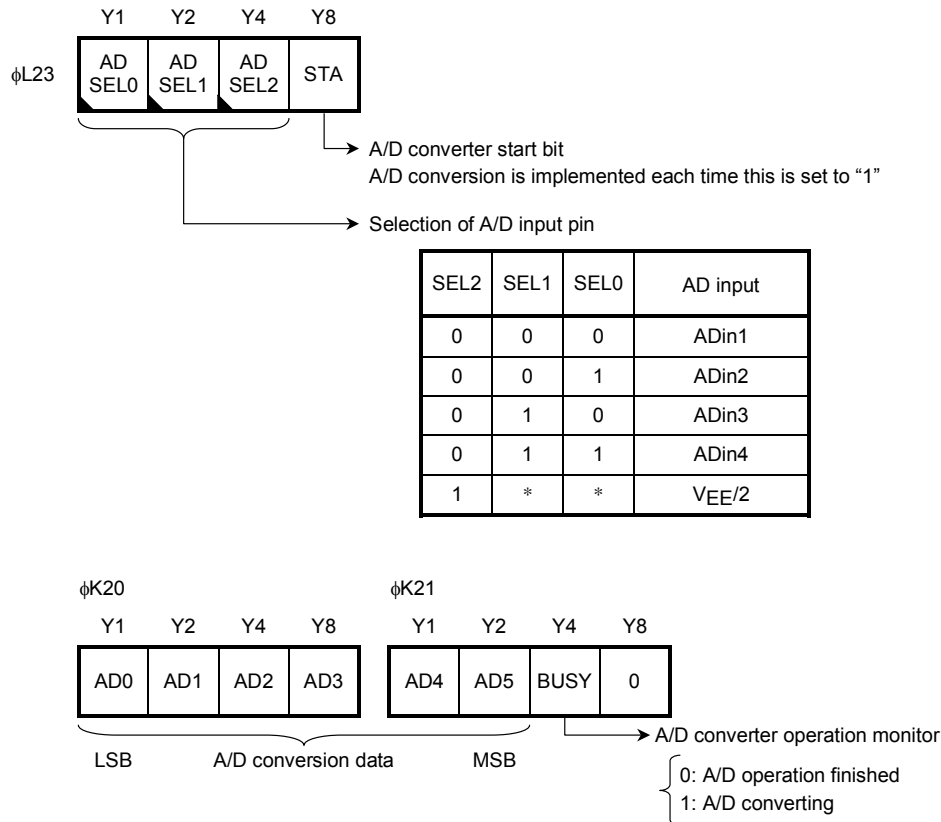 Y1 Y2 Y4 Y8
ϕL23
AD SEL0
AD SEL1
AD SEL2
STA
A/D converter start bit
A/D conversion is implemented each time this is set to “1”
Selection of A/D input pin
SEL2 SEL1 SEL0 AD input
0 0 0 ADin1
0 0 1 ADin2
0 1 0 ADin3
0 1 1 ADin4
1 * * VEE/2
ϕK20 ϕK21
Y1 Y2 Y4 Y8 Y1 Y2 Y4 Y8
AD0 AD1 AD2 AD3 AD4 AD5 BUSY 0
A/D converter operation monitor
LSB A/D conversion data MSB
0: A/D operation finished
1: A/D converting